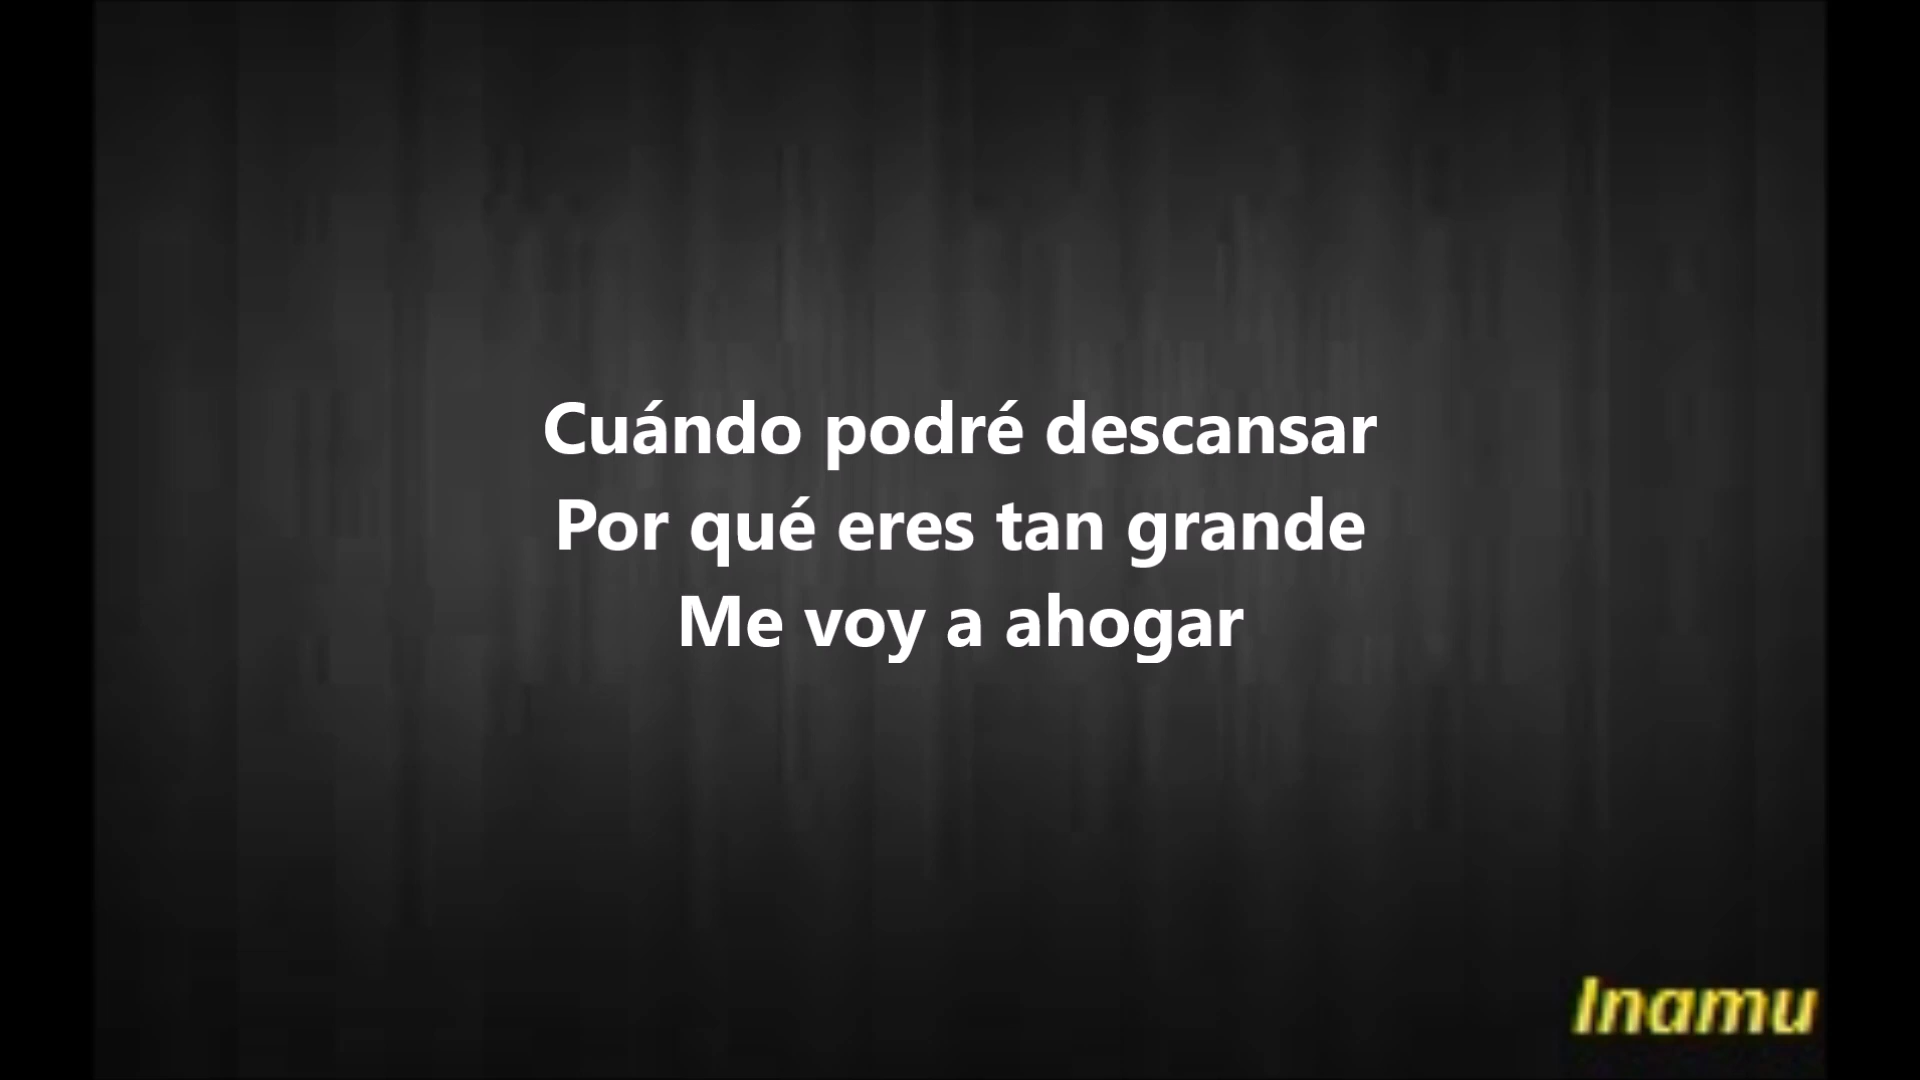 Cuándo podré descansar
Por qué eres tan grande
Me voy a ahogar
Inamu